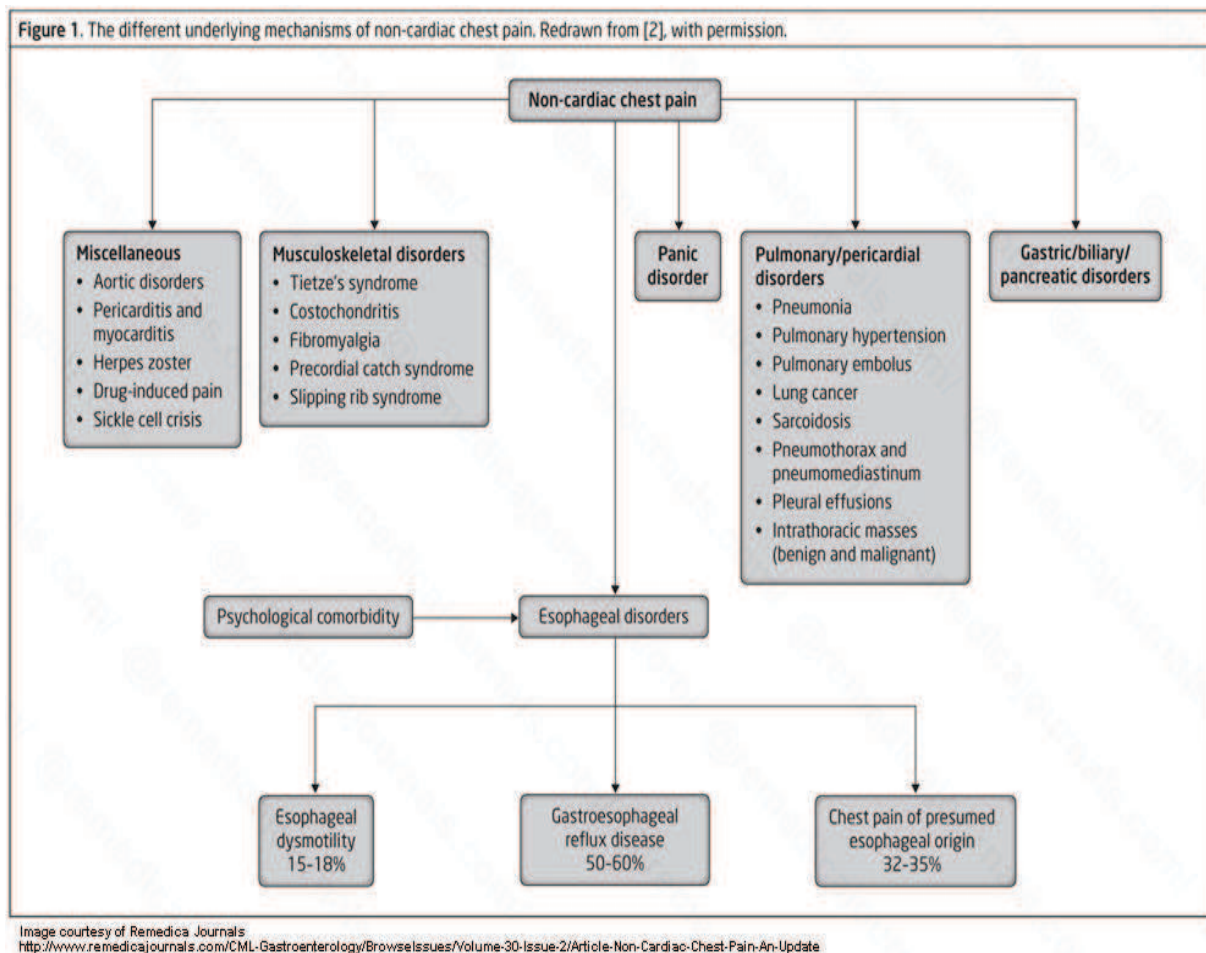 Figure 1. The different underlying mechanisms of non-cardiac chest pain. Redrawn from [2], with permission.
Non-cardiac chest pain
Miscellaneous
• Aortic disorders
• Pericarditis and
myocarditis
• Herpes zoster
• Drug-induced pain
• Sickle cell crisis
Musculoskeletal disorders
• Tietze's syndrome
• Costochondritis
• Fibromyalgia
• Precordial catch syndrome
• Slipping rib syndrome
Panic
disorder
Pulmonary/pericardial
disorders
• Pneumonia
• Pulmonary hypertension
• Pulmonary embolus
• Lung cancer
• Sarcoidosis
• Pneumothorax and
pneumomediastinum
• Pleural effusions
• Intrathoracic masses
(benign and malignant)
Gastric/biliary/
pancreatic disorders
Psychological comorbidity
Esophageal disorders
Esophageal
dysmotility
15-18%
Gastroesophageal
reflux disease
50-60%
Chest pain of presumed
esophageal origin
32-35%
Image courtesy of Remedica Journals
http://www.remedicajournals.com/CML-Gastroenterology/BrowseIssues/Volume-30-Issue-2/Article-Non-Cardiac-Chest-Pain-An-Update